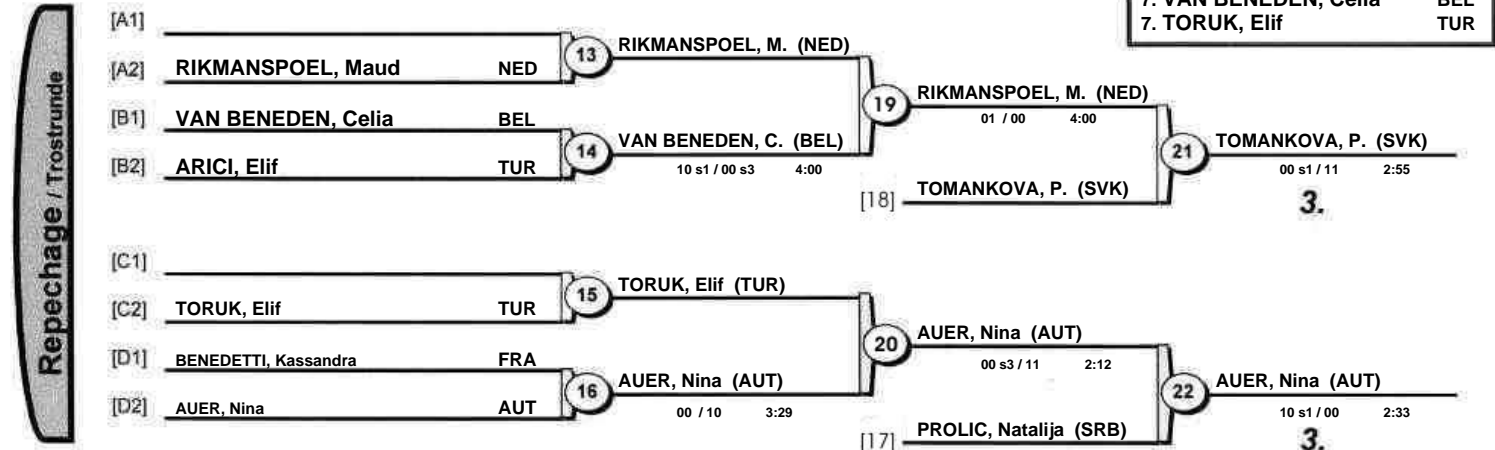 7. VAN BENEDEN, Celia BEL
7. TORUK, Elif TUR
Repechage / Trostrunde
[A1]
[A2] RIKMANSPOEL, Maud NED
13 RIKMANSPOEL, M. (NED)
[B1] VAN BENEDEN, Celia BEL
[B2] ARICI, Elif TUR
14 VAN BENEDEN, C. (BEL)
10 s1 / 00 s3 4:00
19 RIKMANSPOEL, M. (NED)
01 / 00 4:00
[18] TOMANKOVA, P. (SVK)
21 TOMANKOVA, P. (SVK)
00 s1 / 11 2:55
3.
[C1]
[C2] TORUK, Elif TUR
15 TORUK, Elif (TUR)
[D1] BENEDETTI, Kassandra FRA
[D2] AUER, Nina AUT
16 AUER, Nina (AUT)
00 / 10 3:29
20 AUER, Nina (AUT)
00 s3 / 11 2:12
[17] PROLIC, Natalija (SRB)
22 AUER, Nina (AUT)
10 s1 / 00 2:33
3.